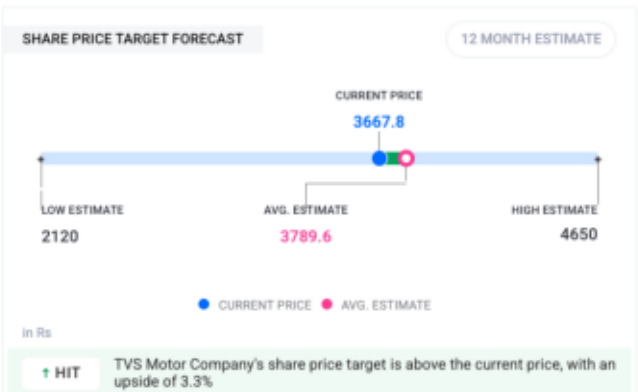 SHARE PRICE TARGET FORECAST
12 MONTH ESTIMATE
CURRENT PRICE
3667.8
LOW ESTIMATE
AVG. ESTIMATE
HIGH ESTIMATE
2120
3789.6
4650
CURRENT PRICE
AVG. ESTIMATE
in Rs
↑ HIT
TVS Motor Company's share price target is above the current price, with an
upside of 3.3%